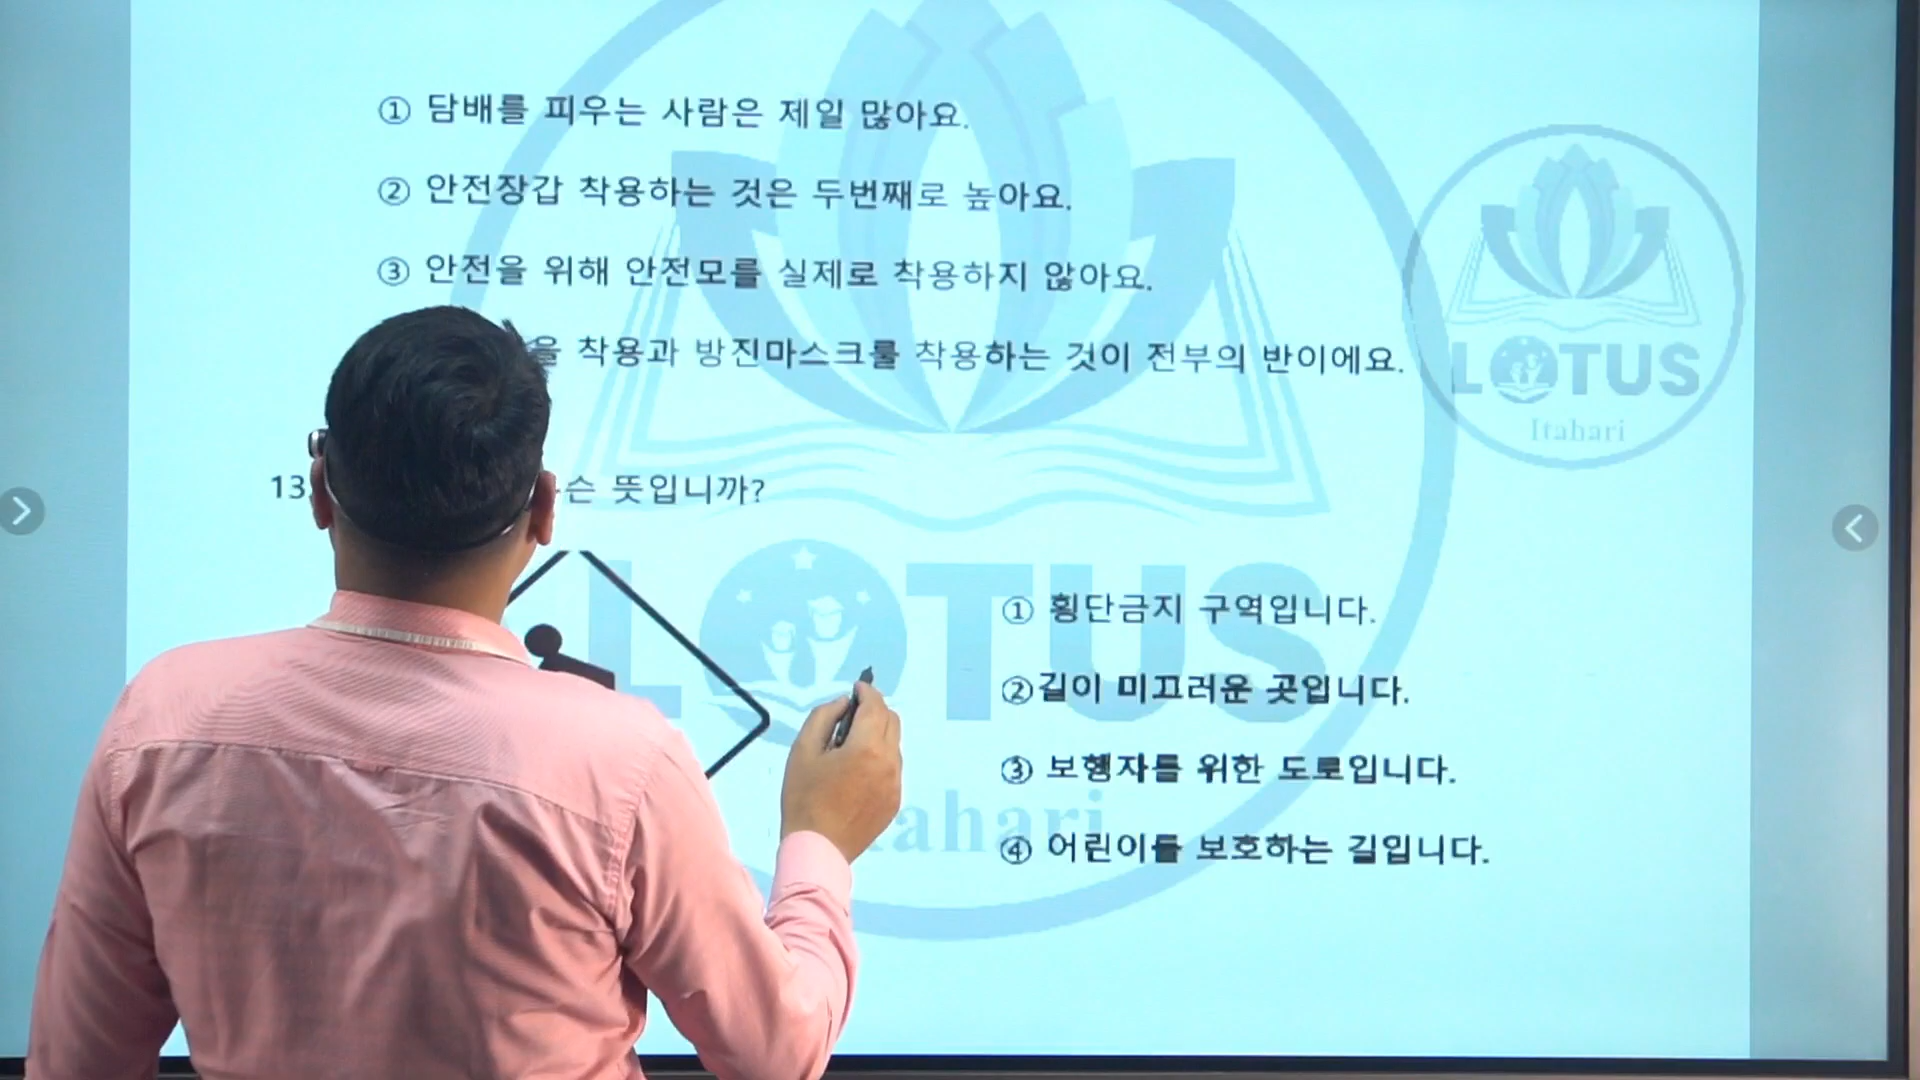 ① 담배를 피우는 사람은 제일 많아요.
② 안전장갑 착용하는 것은 두번째로 높아요.
③ 안전을 위해 안전모를 실제로 착용하지 않아요.
을 착용과 방진마스크를 착용하는 것이 전부의 반이에요.
LOTUS
Itahari
13. 뜻입니까?
LOTUS
① 횡단금지 구역입니다.
②길이 미끄러운 곳입니다.
③ 보행자를 위한 도로입니다.
④ 어린이를 보호하는 길입니다.